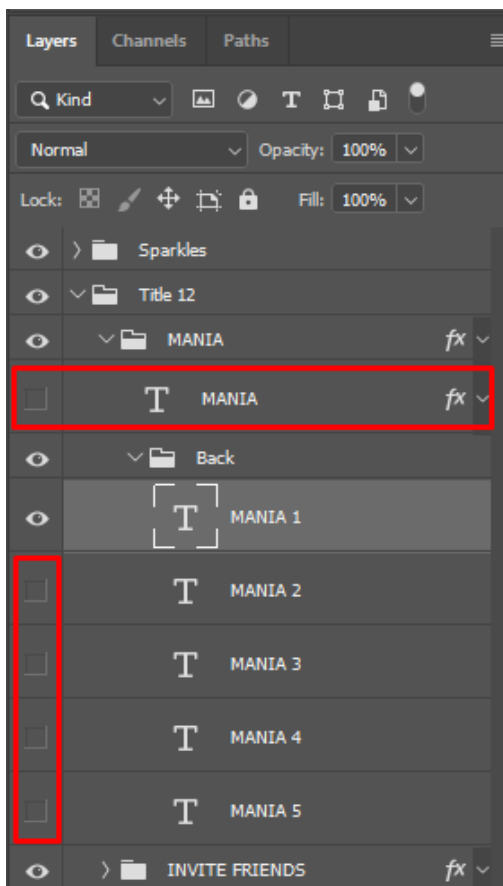 Layers Channels Paths
Kind
Normal Opacity: 100%
Lock: Fill: 100%
Sparkles
Title 12
MANIA fx
T MANIA fx
Back
T MANIA 1
T MANIA 2
T MANIA 3
T MANIA 4
T MANIA 5
INVITE FRIENDS fx